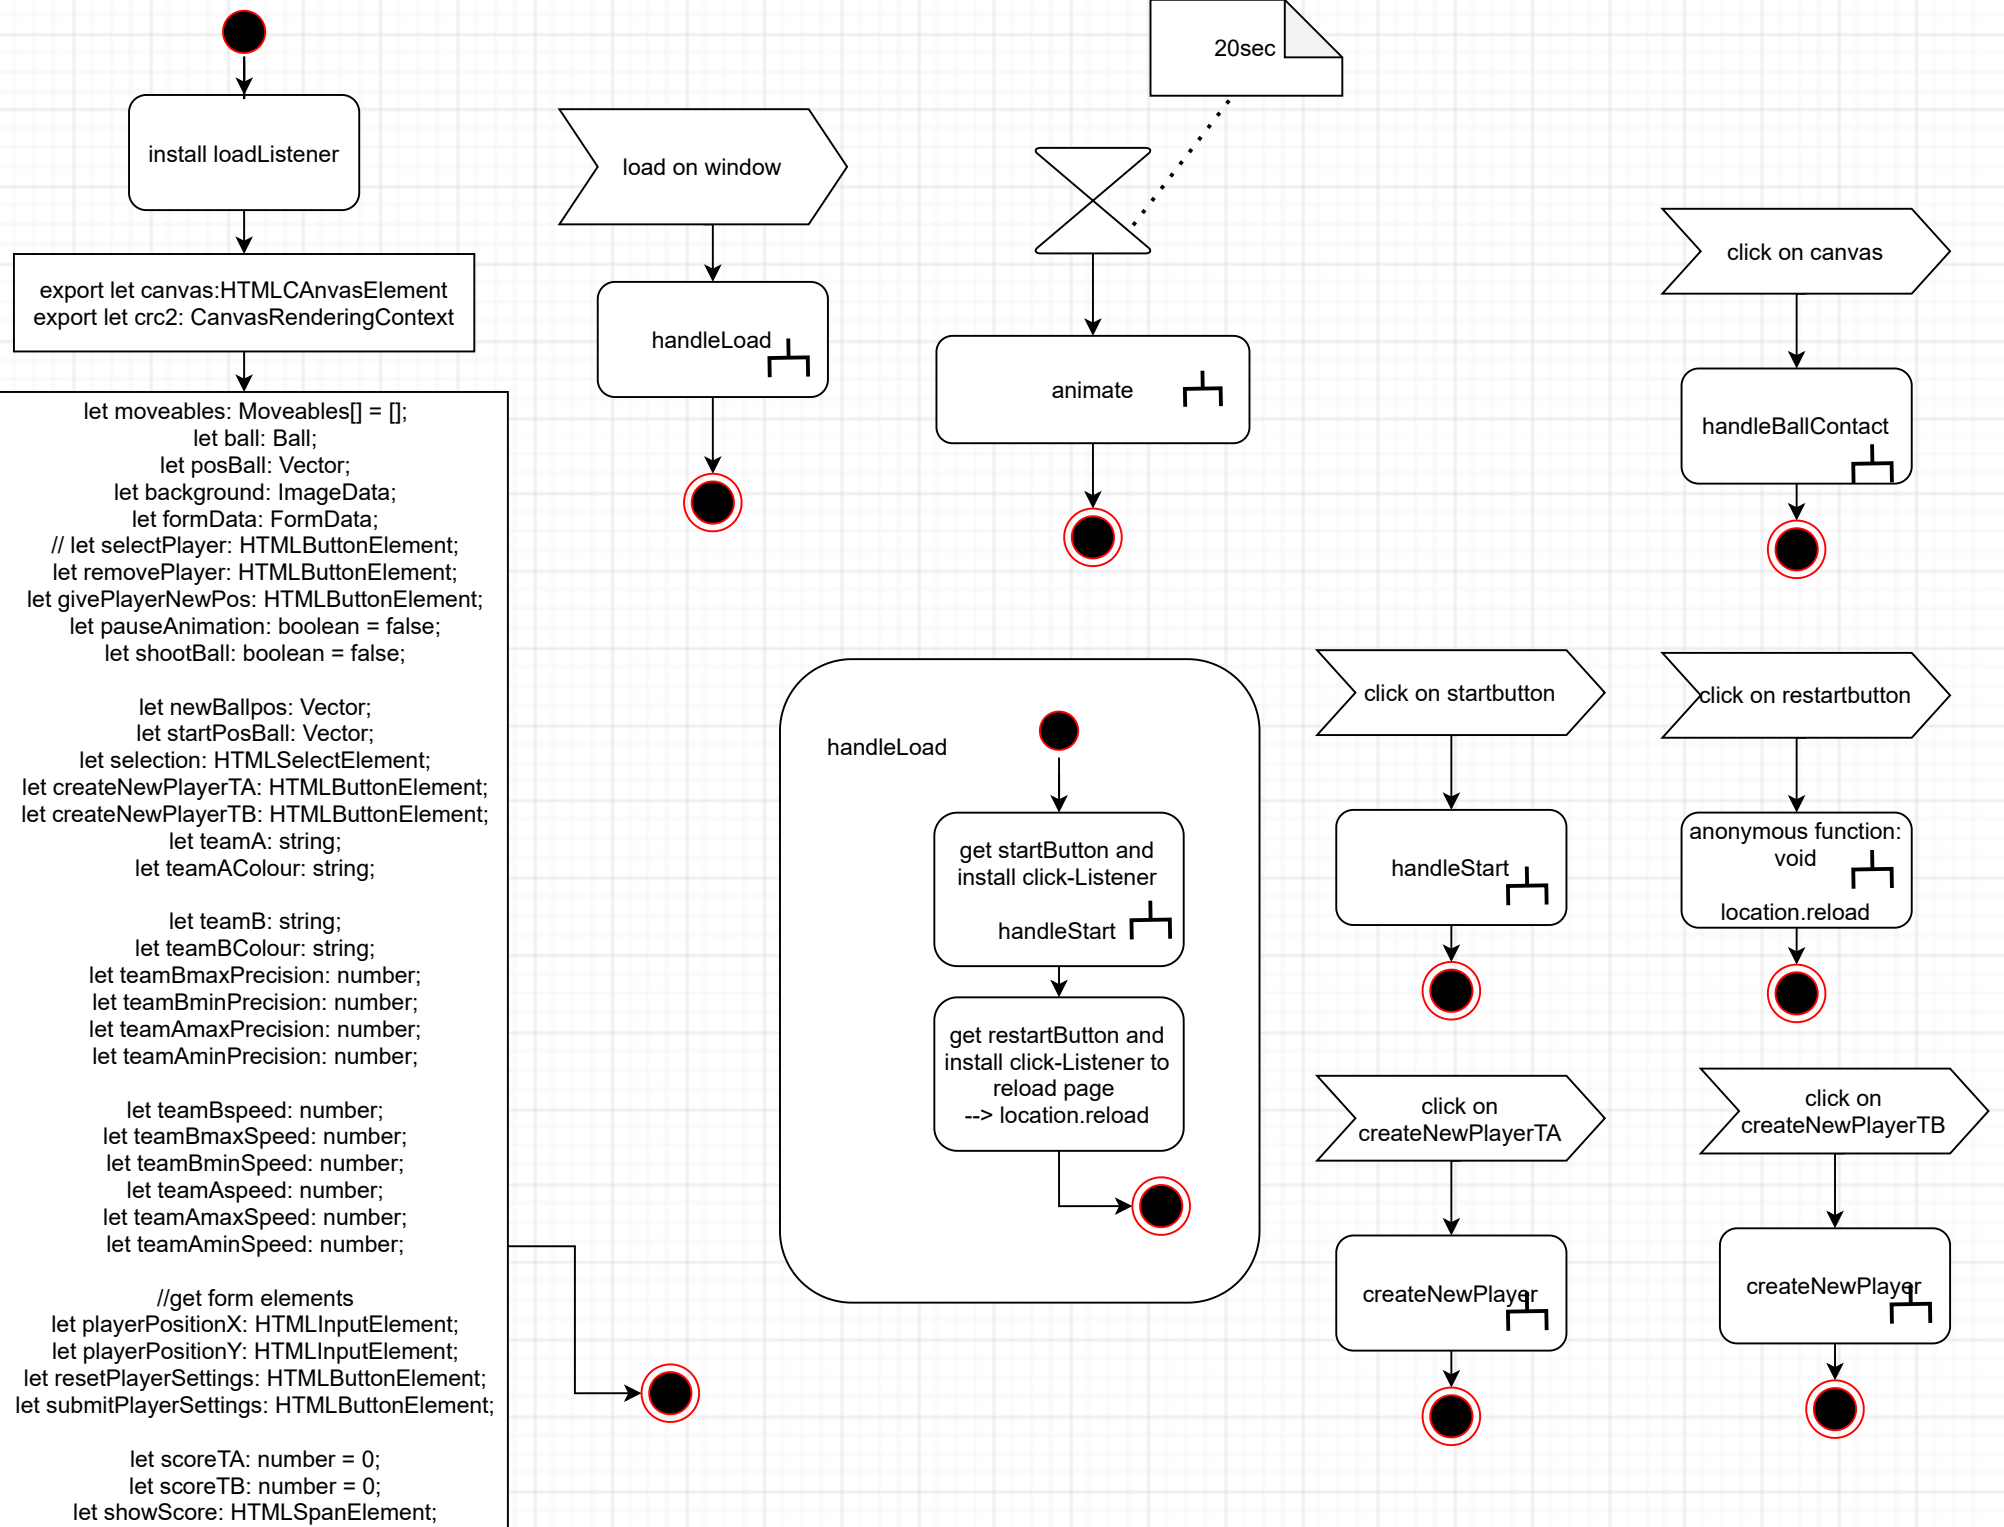 install loadListener
export let canvas:HTMLCAnvasElement
export let crc2: CanvasRenderingContext
let moveables: Moveables[] = [];
let ball: Ball;
let posBall: Vector;
let background: ImageData;
let formData: FormData;
// let selectPlayer: HTMLButtonElement;
let removePlayer: HTMLButtonElement;
let givePlayerNewPos: HTMLButtonElement;
let pauseAnimation: boolean = false;
let shootBall: boolean = false;
let newBallpos: Vector;
let startPosBall: Vector;
let selection: HTMLSelectElement;
let createNewPlayerTA: HTMLButtonElement;
let createNewPlayerTB: HTMLButtonElement;
let teamA: string;
let teamAColour: string;
let teamB: string;
let teamBColour: string;
let teamBmaxPrecision: number;
let teamBminPrecision: number;
let teamAmaxPrecision: number;
let teamAminPrecision: number;
let teamBspeed: number;
let teamBmaxSpeed: number;
let teamBminSpeed: number;
let teamAspeed: number;
let teamAmaxSpeed: number;
let teamAminSpeed: number;
//get form elements
let playerPositionX: HTMLInputElement;
let playerPositionY: HTMLInputElement;
let resetPlayerSettings: HTMLButtonElement;
let submitPlayerSettings: HTMLButtonElement;
let scoreTA: number = 0;
let scoreTB: number = 0;
let showScore: HTMLSpanElement;
load on window
handleLoad
20sec
animate
click on canvas
handleBallContact
handleLoad
get startButton and
install click-Listener
handleStart
get restartButton and
install click-Listener to
reload page
--> location.reload
click on startbutton
handleStart
click on restartbutton
anonymous function:
void
location.reload
click on
createNewPlayerTA
createNewPlayer
click on
createNewPlayerTB
createNewPlayer